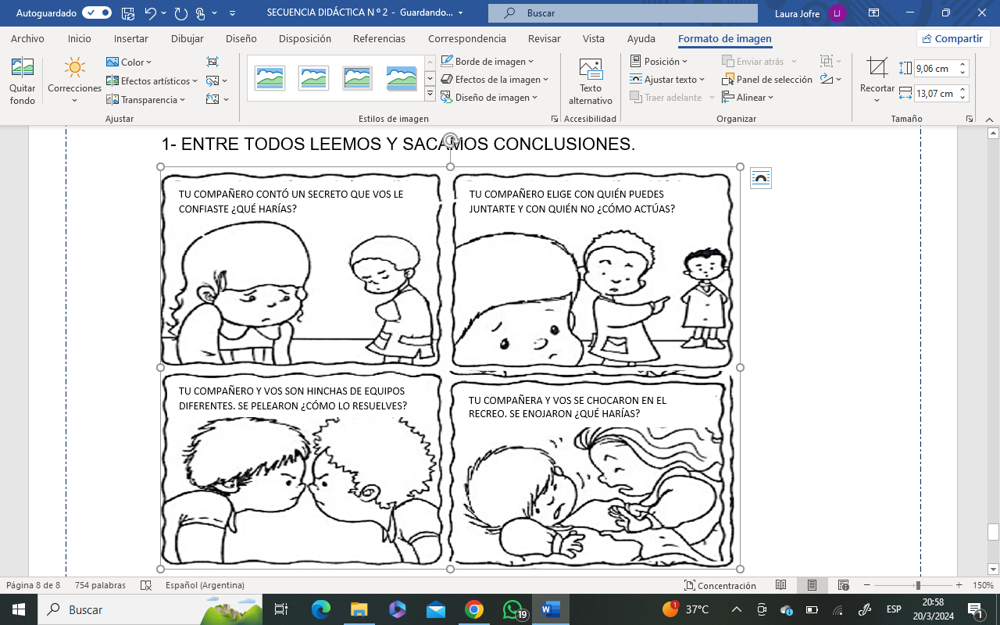 Autoguardado
SECUENCIA DIDÁCTICA N º 2 - Guardando...
Buscar
Laura Jofre
LJ
Archivo Inicio Insertar Dibujar Diseño Disposición Referencias Correspondencia Revisar Vista Ayuda Formato de imagen Compartir
Quitar fondo
Correcciones
Color
Efectos artísticos
Transparencia
Ajustar
Borde de imagen
Efectos de la imagen
Diseño de imagen
Estilos de imagen
Texto alternativo
Accesibilidad
Posición
Ajustar texto
Traer adelante
Enviar atrás
Panel de selección
Alinear
Organizar
Recortar
9,06 cm
13,07 cm
Tamaño
1- ENTRE TODOS LEEMOS Y SACAMOS CONCLUSIONES.
TU COMPAÑERO CONTÓ UN SECRETO QUE VOS LE
CONFIASTE ¿QUÉ HARÍAS?
TU COMPAÑERO ELIGE CON QUIÉN PUEDES
JUNTARTE Y CON QUIÉN NO ¿CÓMO ACTÚAS?
TU COMPAÑERO Y VOS SON HINCHAS DE EQUIPOS
DIFERENTES. SE PELEARON ¿CÓMO LO RESUELVES?
TU COMPAÑERA Y VOS SE CHOCARON EN EL
RECREO. SE ENOJARON ¿QUÉ HARÍAS?
Página 8 de 8 754 palabras Español (Argentina) Concentración 150%
Buscar
19
1
37°C
ESP
20:58
20/3/2024
1